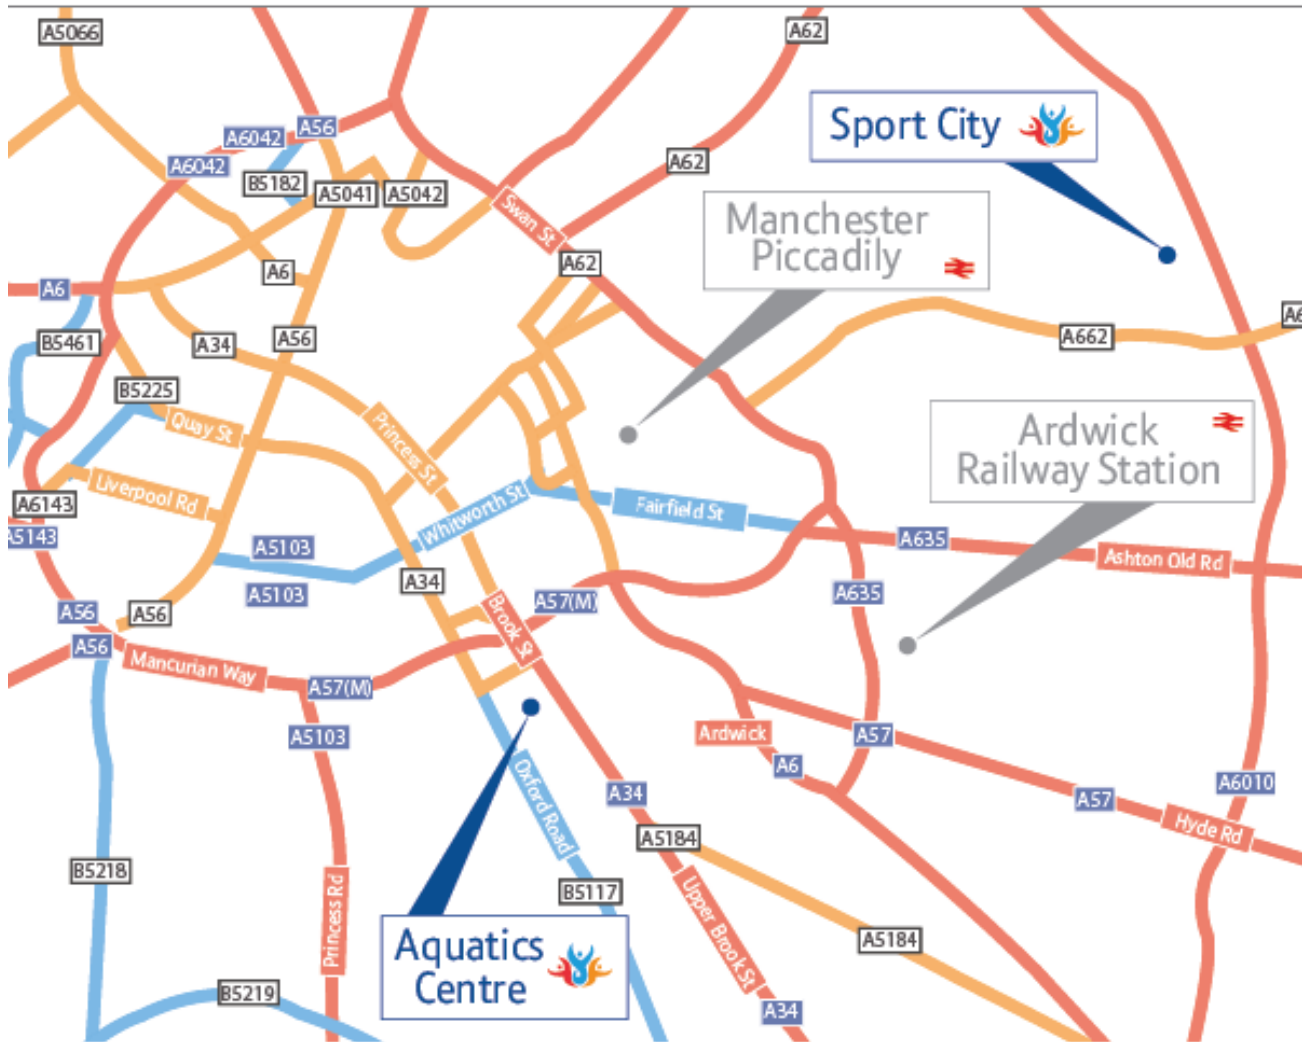 A5066
A62
A56
A6042
A6042
Sport City
A62
B5182
A5041
A5042
Swan St
Manchester
Piccadily
A62
A6
A6
A56
A662
B5461
A34
B5225
Quay St
Princess St
Ardwick
Railway Station
Liverpool Rd
A6143
Whitworth St
Fairfield St
A5143
A5103
A635
Ashton Old Rd
A34
A5103
A635
A57(M)
A56
A56
Brook St
A56
Mancurian Way
A57(M)
A5103
Ardwick
A57
A6
Oxford Road
A34
A57
A6010
Hyde Rd
A5184
B5218
B5117
Princess Rd
Upper Brook St
Aquatics
Centre
A5184
B5219
A34